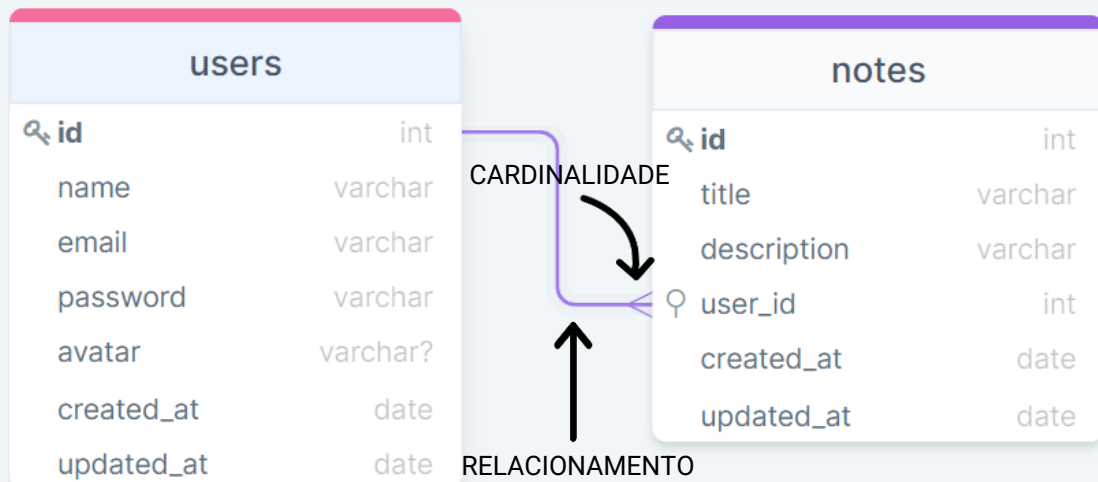 users
id int
name varchar
email varchar
password varchar
avatar varchar?
created_at date
updated_at date
CARDINALIDADE
RELACIONAMENTO
notes
id int
title varchar
description varchar
user_id int
created_at date
updated_at date